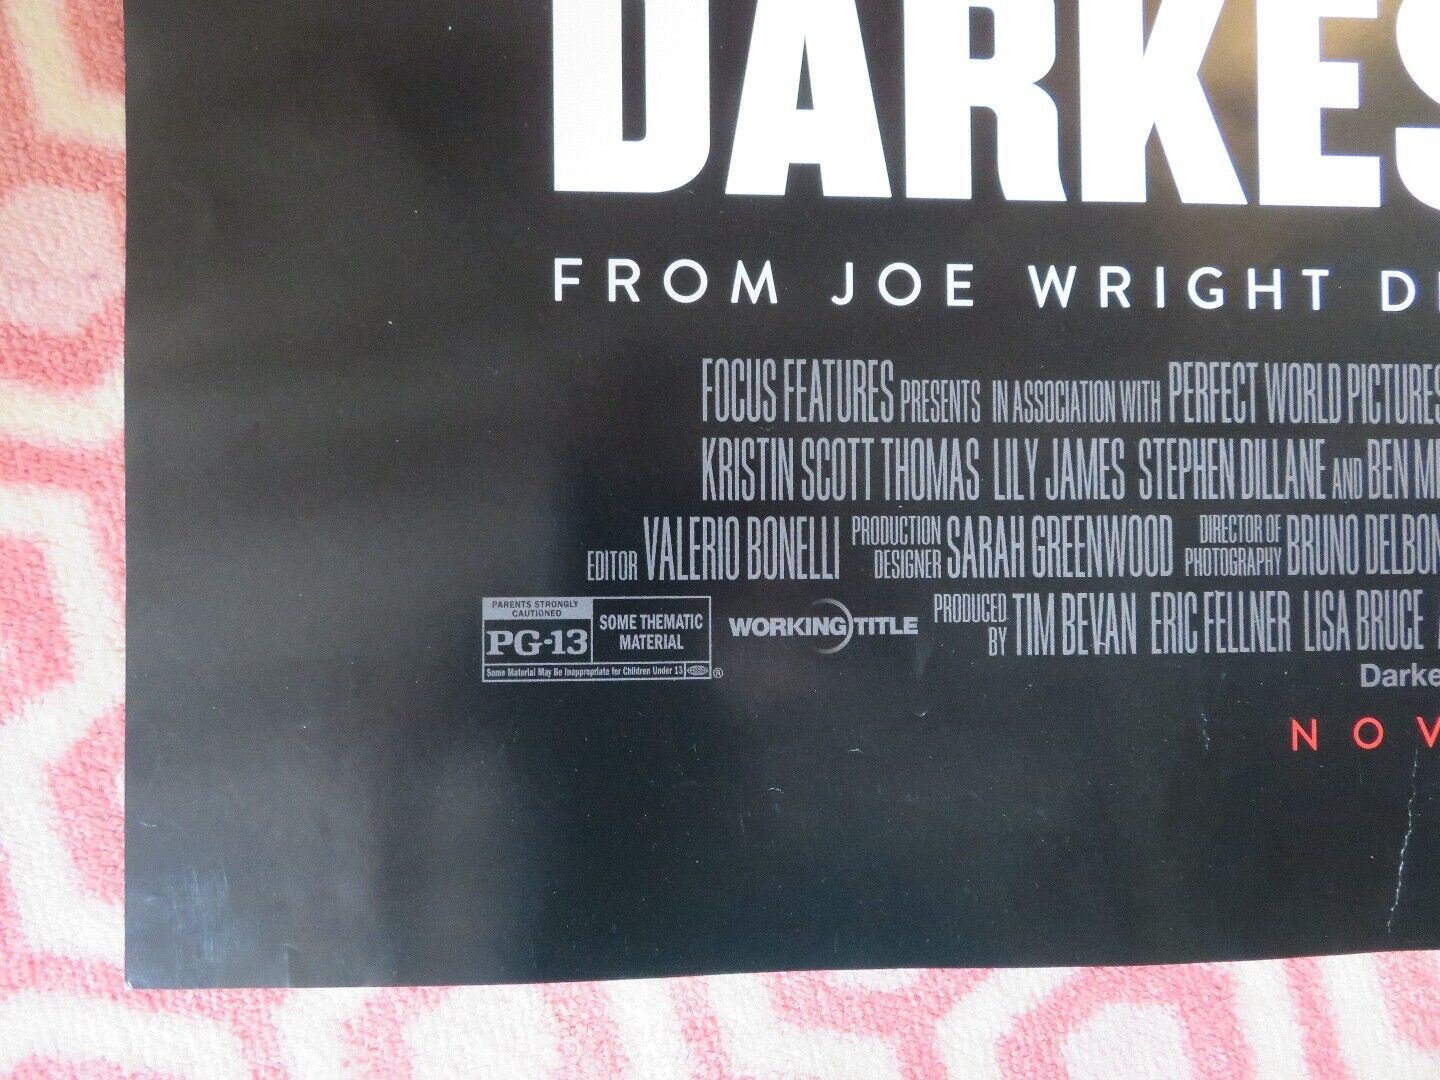 DARKES
FROM JOE WRIGHT
FOCUS FEATURES PRESENTS IN ASSOCIATION WITH PERFECT WORLD PICTURES
KRISTIN SCOTT THOMAS LILY JAMES STEPHEN DILLANE AND BEN
EDITOR VALERIO BONELLI PRODUCTION DESIGNER SARAH GREENWOOD DIRECTOR OF PHOTOGRAPHY BRUNO DELBON
PARENTS STRONGLY CAUTIONED
PG-13
SOME THEMATIC MATERIAL
Some Material May Be Inappropriate for Children Under 13
®
WORKING TITLE
PRODUCED BY TIM BEVAN ERIC FELLNER LISA BRUCE
Darke
NOV